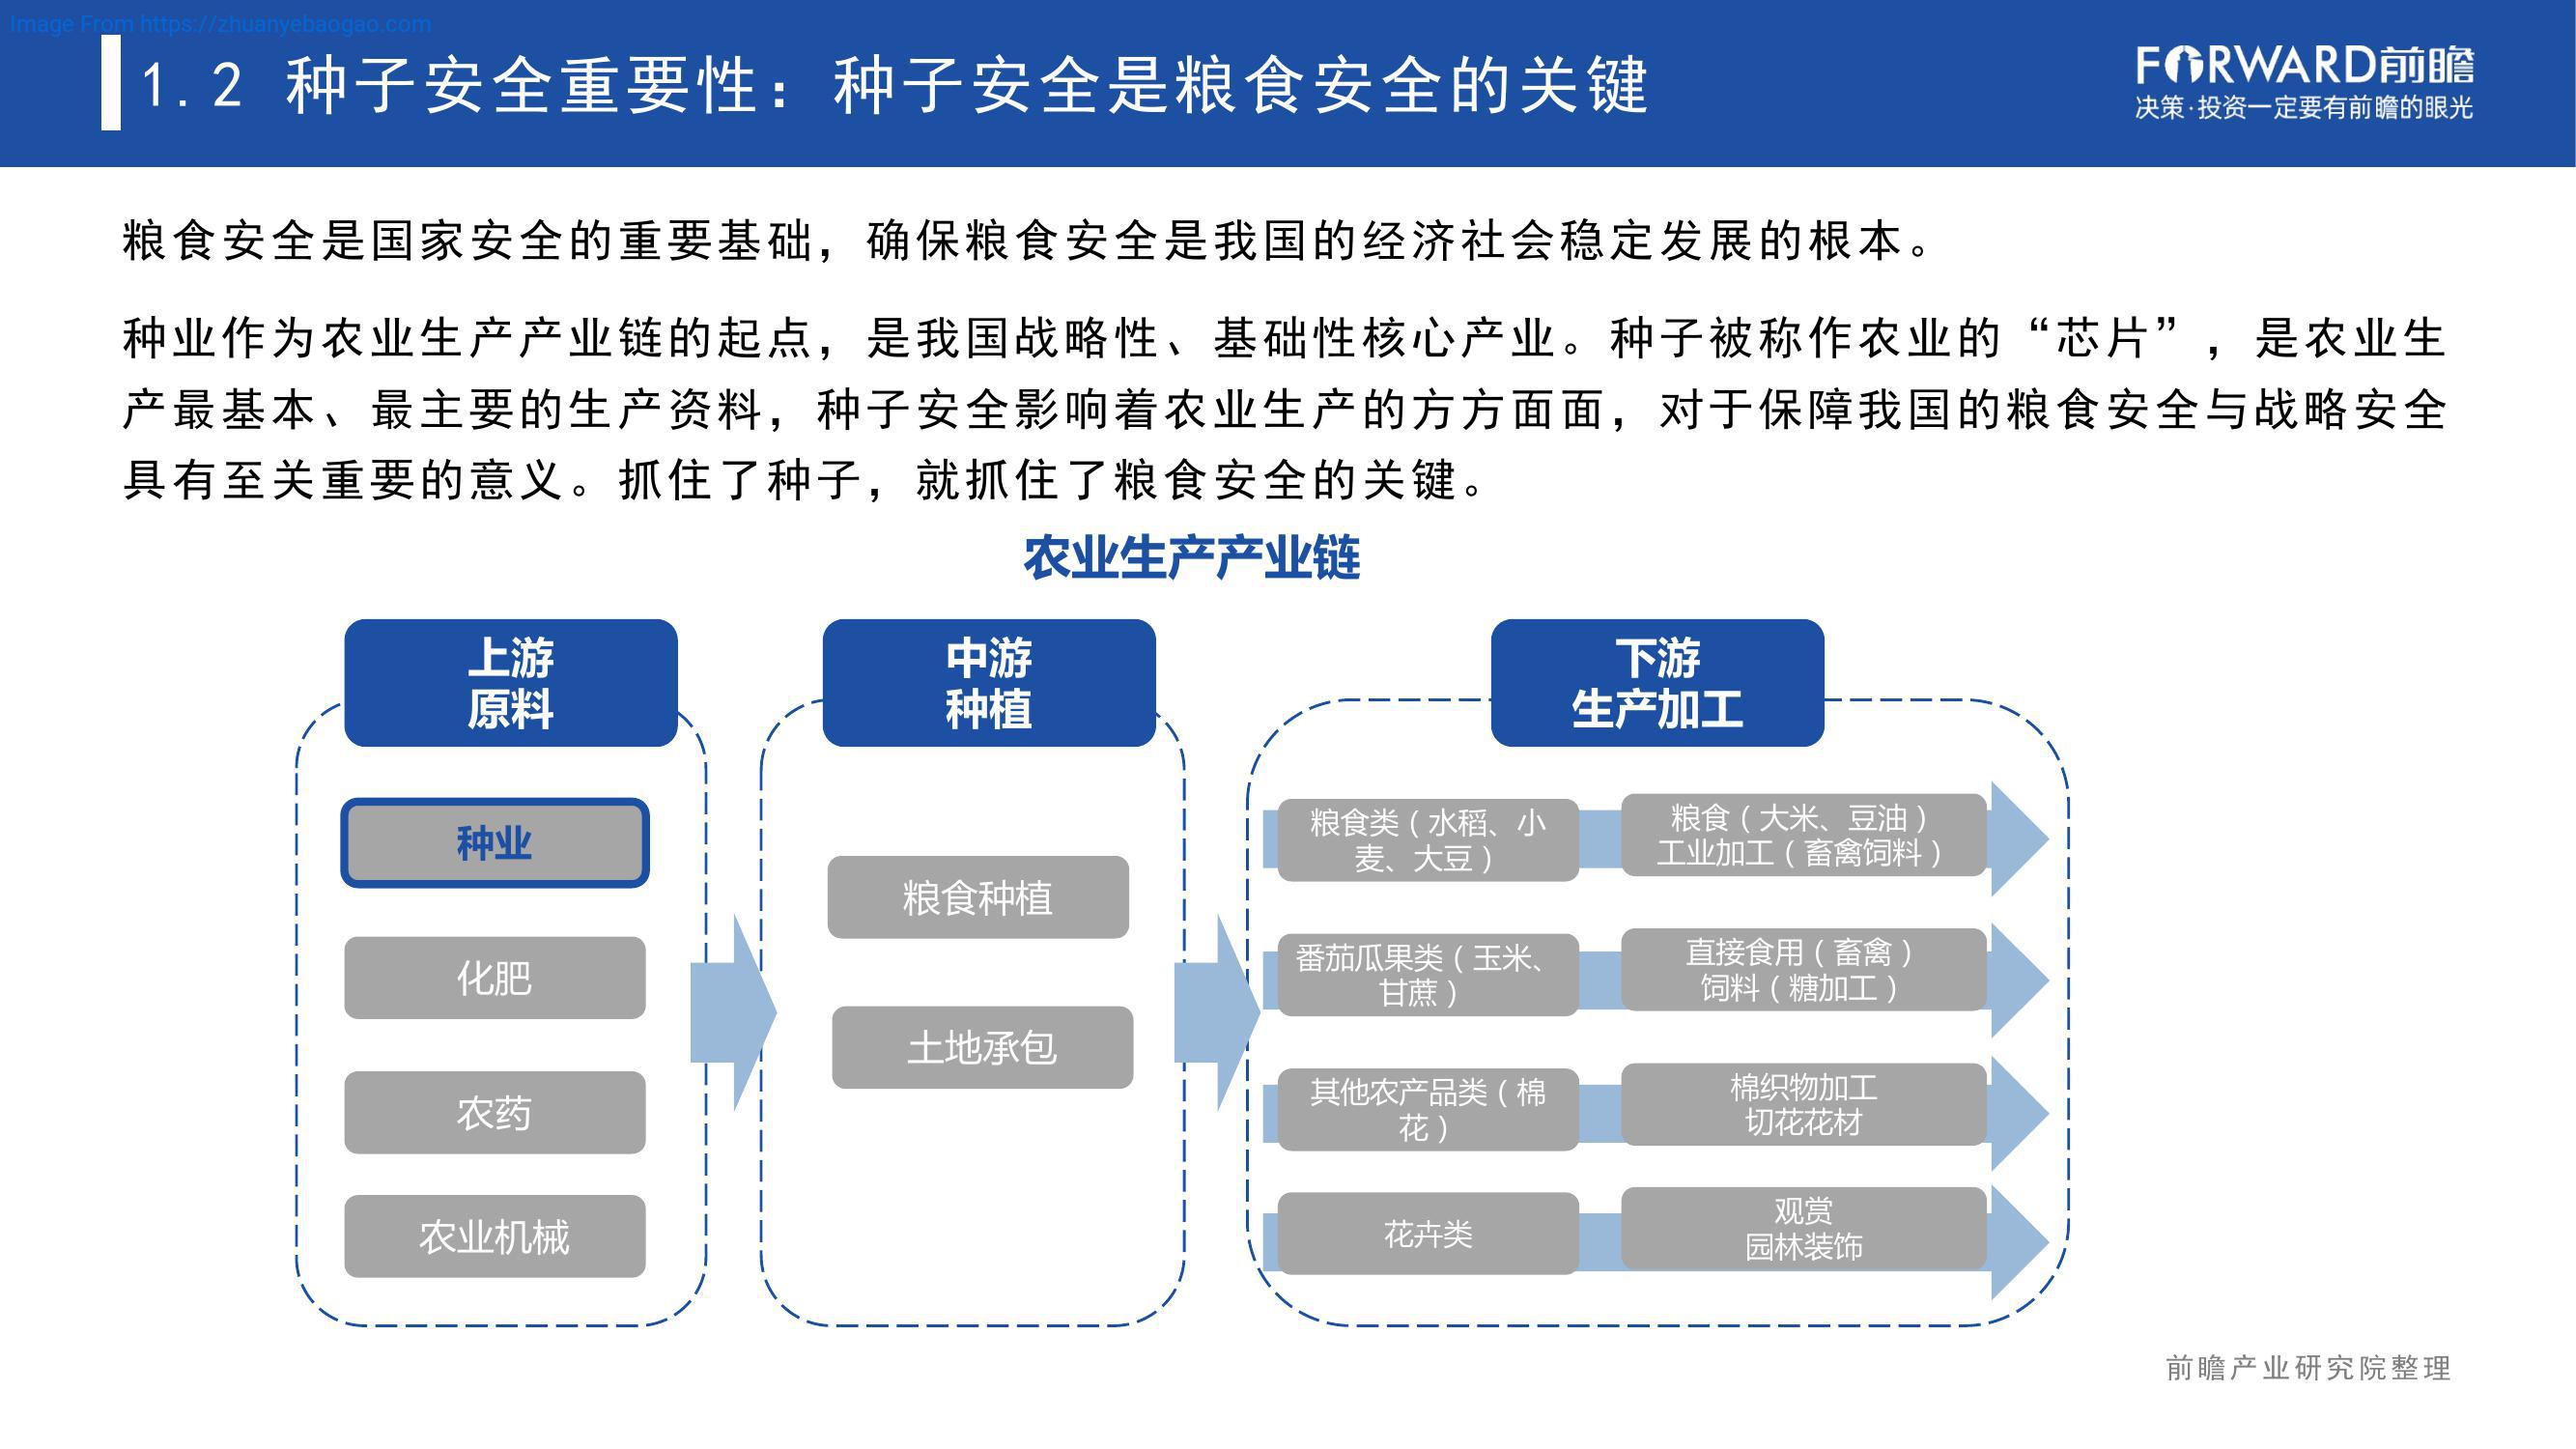 Image From https://zhuanyebaogao.com
1.2 种子安全重要性：种子安全是粮食安全的关键
FORWARD前瞻
决策·投资一定要有前瞻的眼光
粮食安全是国家安全的重要基础，确保粮食安全是我国的经济社会稳定发展的根本。
种业作为农业生产产业链的起点，是我国战略性、基础性核心产业。种子被称作农业的“芯片”，是农业生
产最基本、最主要的生产资料，种子安全影响着农业生产的方方面面，对于保障我国的粮食安全与战略安全
具有至关重要的意义。抓住了种子，就抓住了粮食安全的关键。
农业生产产业链
上游
原料
种业
化肥
农药
农业机械
中游
种植
粮食种植
土地承包
下游
生产加工
粮食类（水稻、小
麦、大豆）
粮食（大米、豆油）
工业加工（畜禽饲料）
番茄瓜果类（玉米、
甘蔗）
直接食用（畜禽）
饲料（糖加工）
其他农产品类（棉
花）
棉织物加工
切花花材
花卉类
观赏
园林装饰
前瞻产业研究院整理